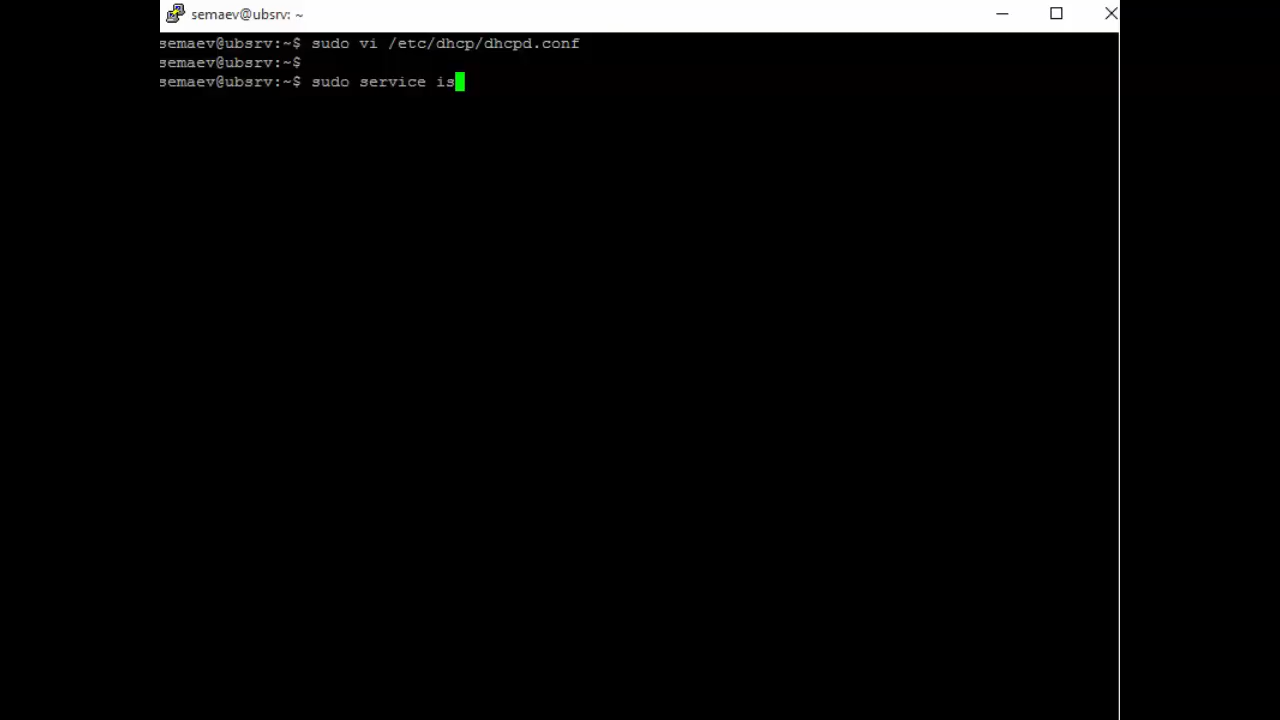 semaev@ubsrv: ~
semaev@ubsrv:~$ sudo vi /etc/dhcp/dhcpd.conf
semaev@ubsrv:~$
semaev@ubsrv:~$ sudo service is